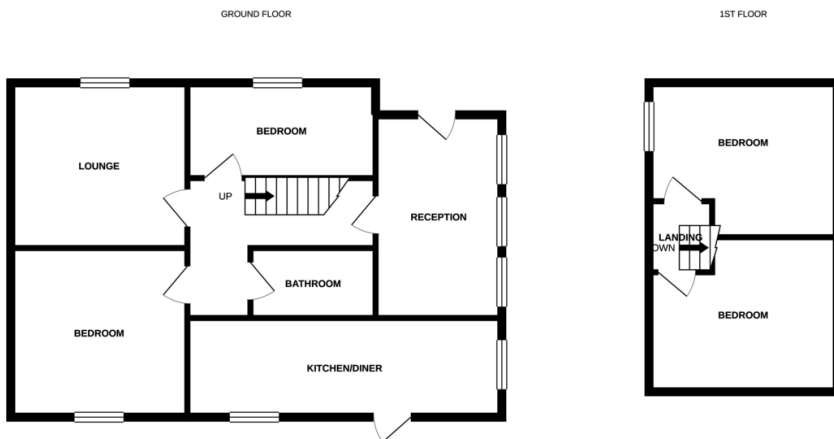 GROUND FLOOR
1ST FLOOR
BEDROOM
LOUNGE
UP
RECEPTION
BATHROOM
BEDROOM
KITCHEN/DINER
BEDROOM
LANDING
OWN
BEDROOM